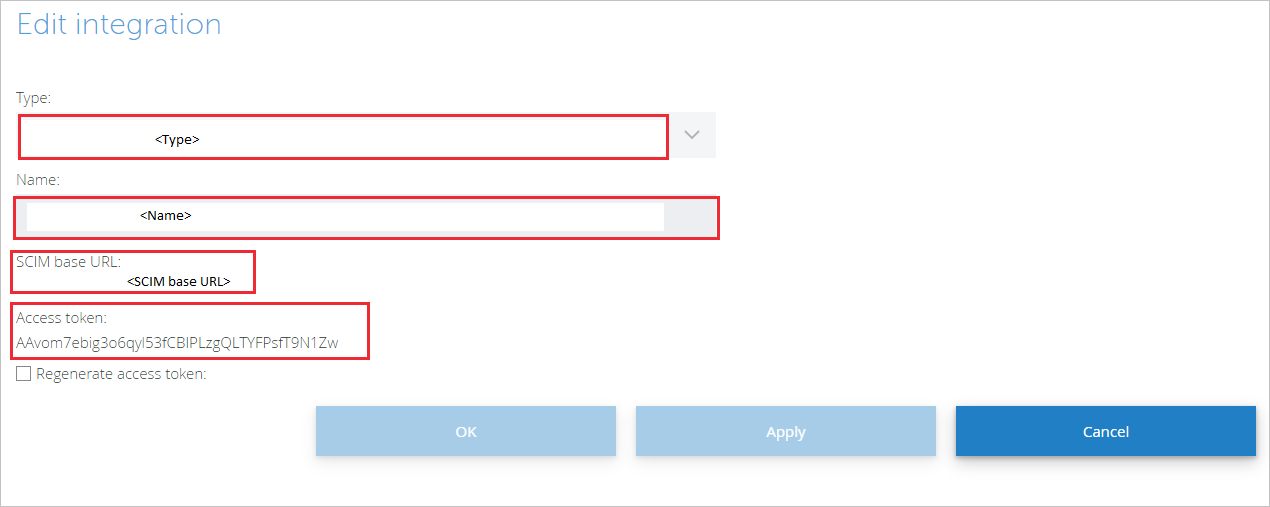 Edit integration
Type:
<Type>
Name:
<Name>
SCIM base URL:
<SCIM base URL>
Access token:
AAvom7ebig3o6qyI53fCBIPLzgQLTYFPsfT9N1Zw
Regenerate access token:
OK
Apply
Cancel